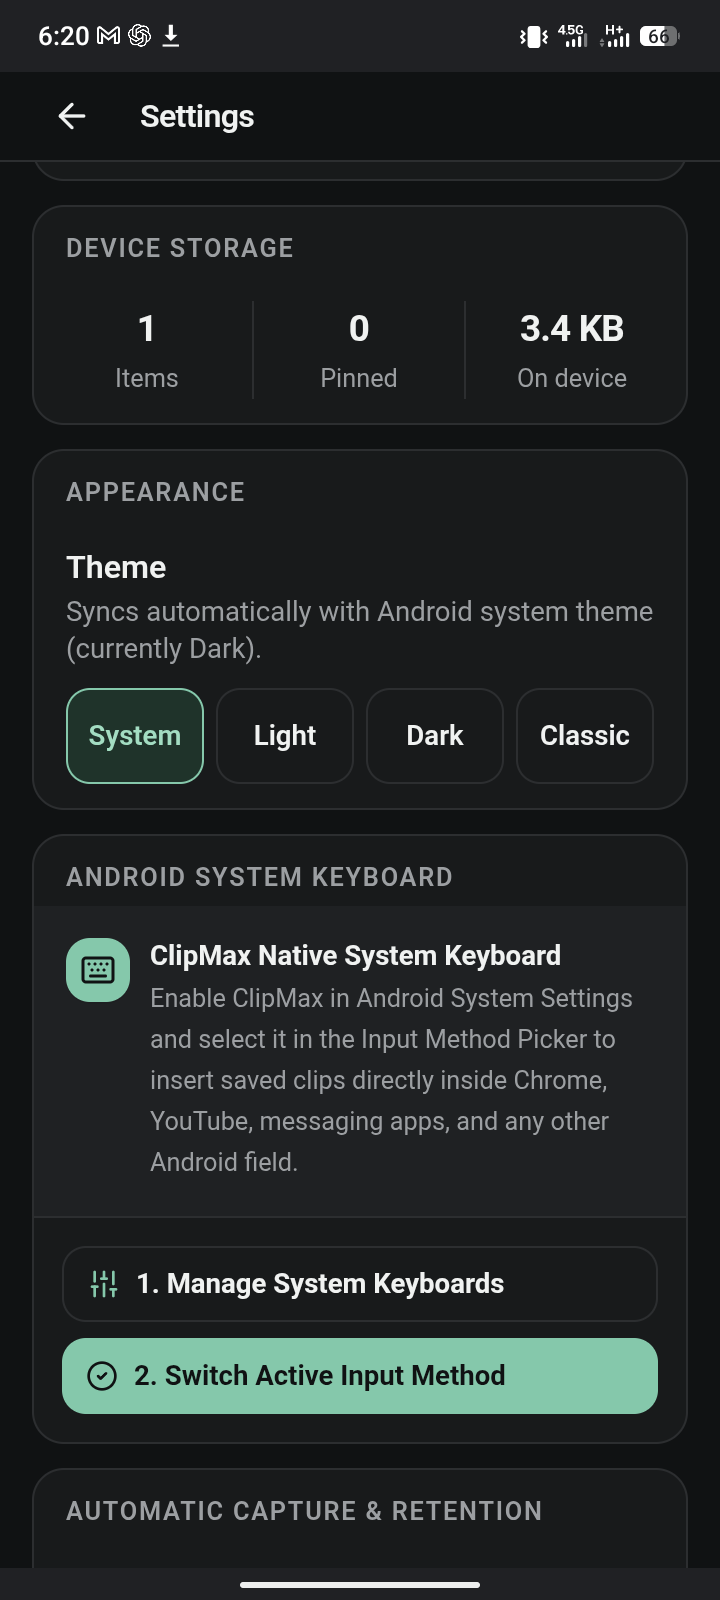 6:20
4.5G
H+
66
Settings
DEVICE STORAGE
1
0
3.4 KB
Items
Pinned
On device
APPEARANCE
Theme
Syncs automatically with Android system theme
(currently Dark).
System
Light
Dark
Classic
ANDROID SYSTEM KEYBOARD
ClipMax Native System Keyboard
Enable ClipMax in Android System Settings
and select it in the Input Method Picker to
insert saved clips directly inside Chrome,
YouTube, messaging apps, and any other
Android field.
1. Manage System Keyboards
2. Switch Active Input Method
AUTOMATIC CAPTURE & RETENTION